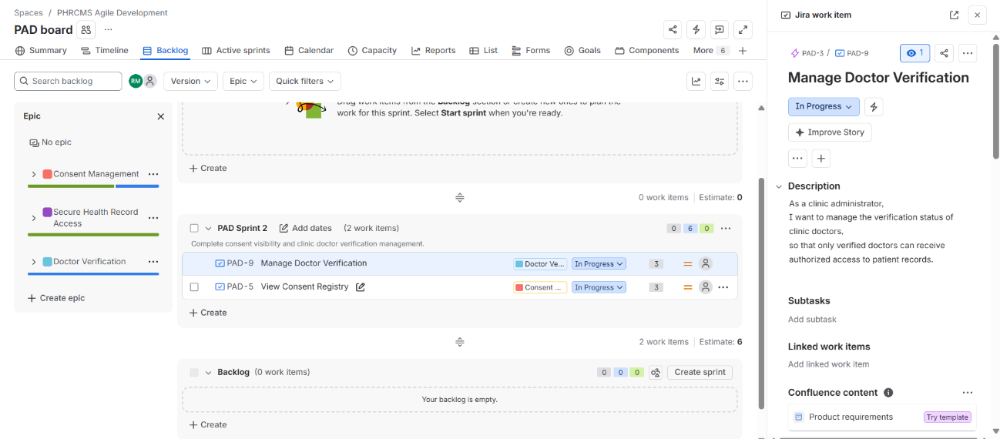 Spaces / PHRCMS Agile Development
PAD board
Summary Timeline Backlog Active sprints Calendar Capacity Reports List Forms Goals Components More 6
Search backlog RM Version Epic Quick filters
Epic
No epic
Consent Management
Secure Health Record
Access
Doctor Verification
Create epic
Drag work items from the Backlog section or create new ones to plan the
work for this sprint. Select Start sprint when you're ready.
Create
0 work items Estimate: 0
PAD Sprint 2 Add dates (2 work items) 0 6 0
Complete consent visibility and clinic doctor verification management.
PAD-9 Manage Doctor Verification Doctor Ve... In Progress 3
PAD-5 View Consent Registry Consent ... In Progress 3
Create
2 work items Estimate: 6
Backlog (0 work items) 0 0 0 Create sprint
Your backlog is empty.
Create
Jira work item
PAD-3 / PAD-9 1
Manage Doctor Verification
In Progress
Improve Story
Description
As a clinic administrator,
I want to manage the verification status of
clinic doctors,
so that only verified doctors can receive
authorized access to patient records.
Subtasks
Add subtask
Linked work items
Add linked work item
Confluence content
Product requirements Try template